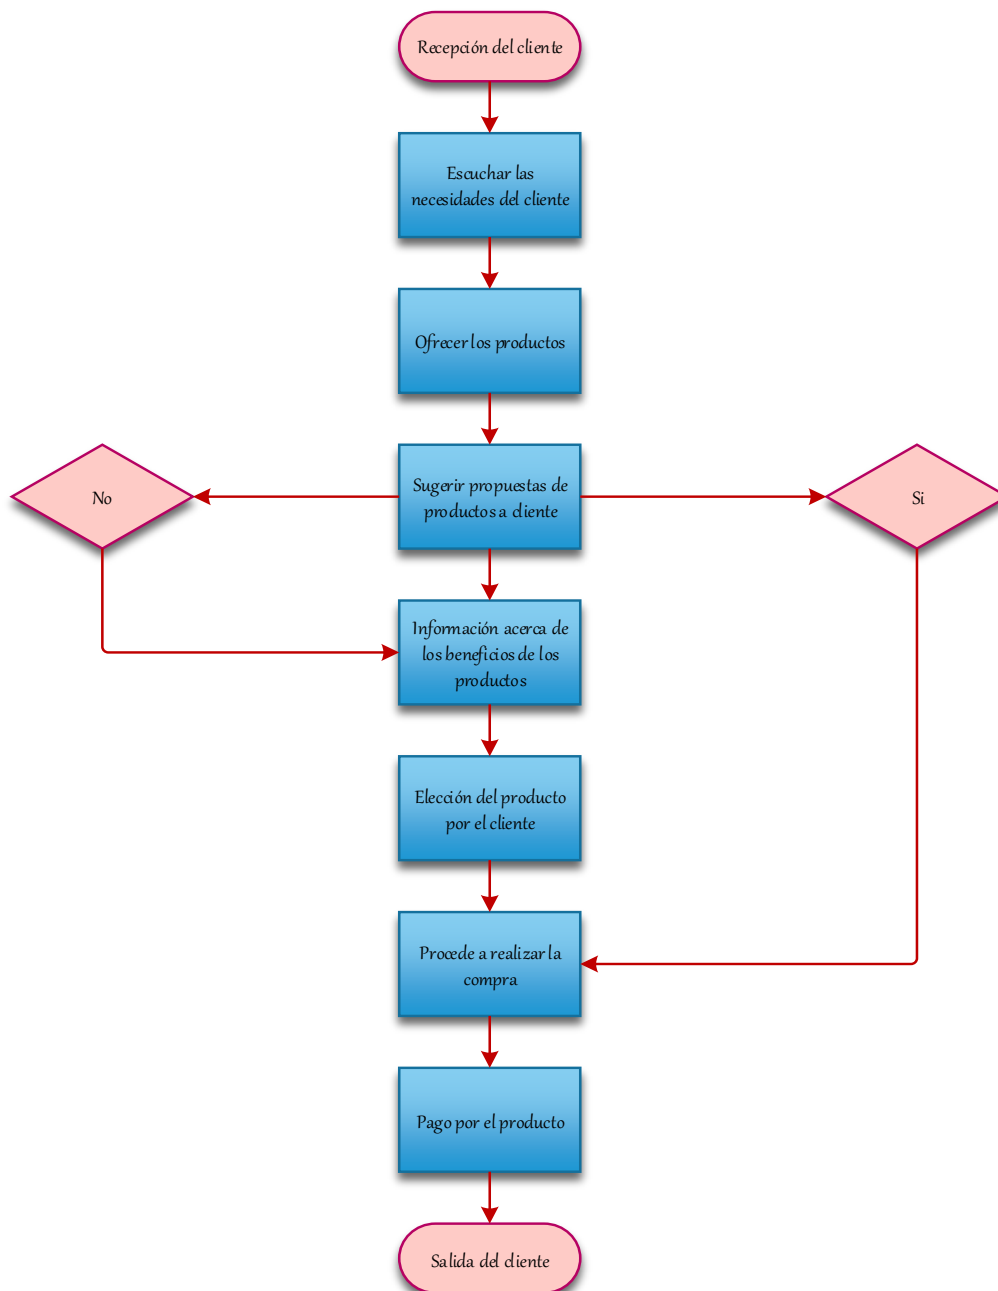 Recepción del cliente
Escuchar las
necesidades del cliente
Ofrecer los productos
No
Sugerir propuestas de
productos a cliente
Si
Información acerca de
los beneficios de los
productos
Elección del producto
por el cliente
Procede a realizar la
compra
Pago por el producto
Salida del cliente